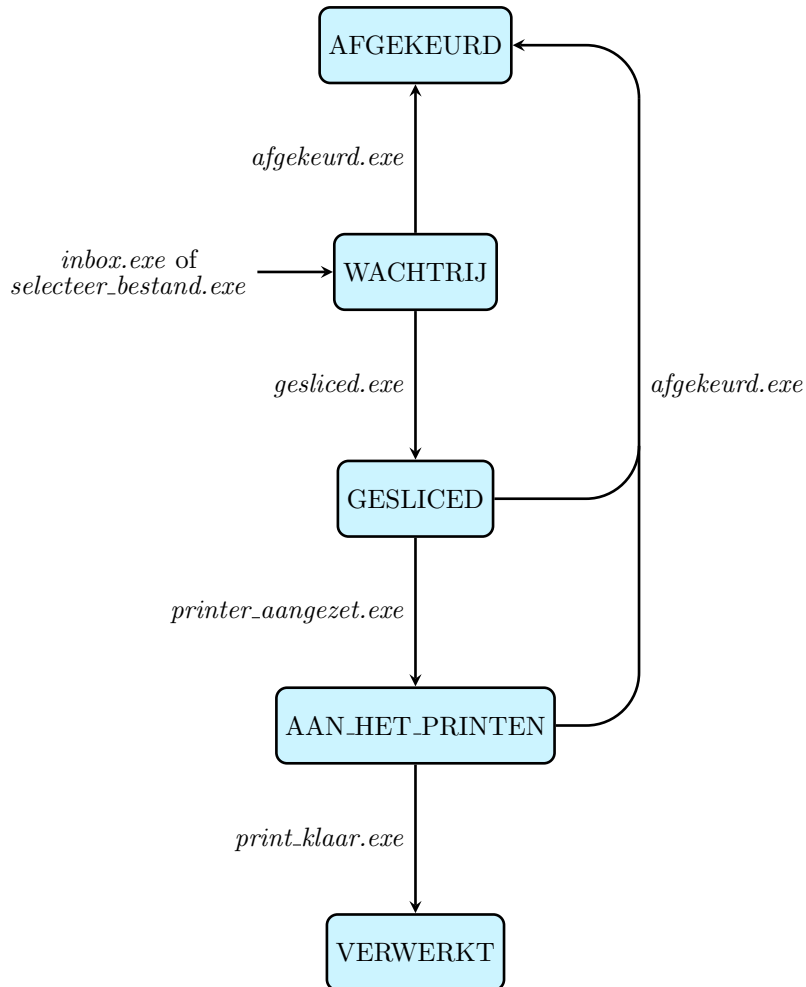 AFGEKEURD
afgekeurd.exe
inbox.exe of
selecteer_bestand.exe
WACHTRIJ
gesliced.exe
afgekeurd.exe
GESLICED
printer_aangezet.exe
AAN_HET_PRINTEN
print_klaar.exe
VERWERKT